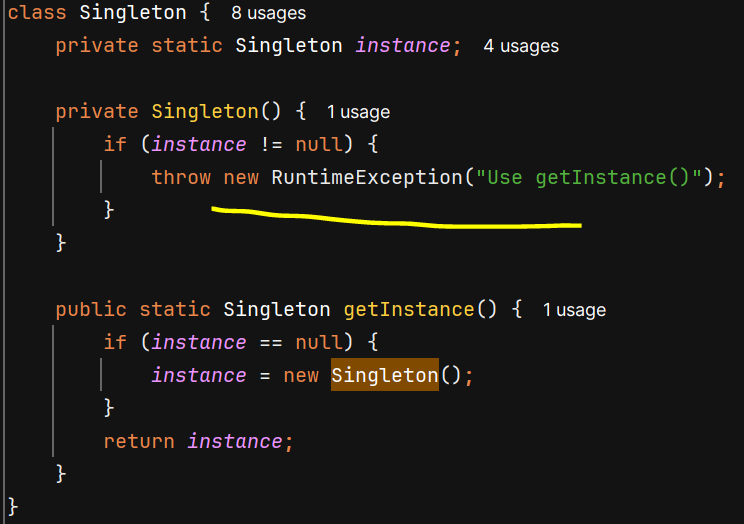 class Singleton { 8 usages
private static Singleton instance; 4 usages
private Singleton() { 1 usage
if (instance != null) {
throw new RuntimeException("Use getInstance()");
}
}
public static Singleton getInstance() { 1 usage
if (instance == null) {
instance = new Singleton();
}
return instance;
}
}